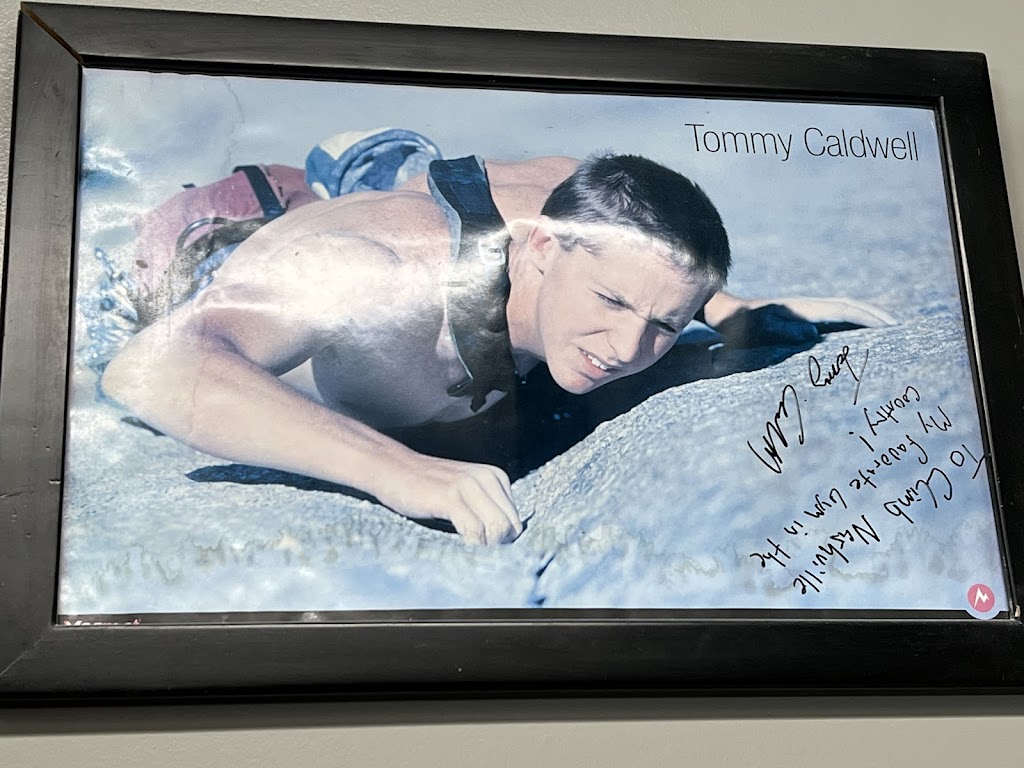 Tommy Caldwell
To Climb Nashville
My favorite Gym in the
Country!